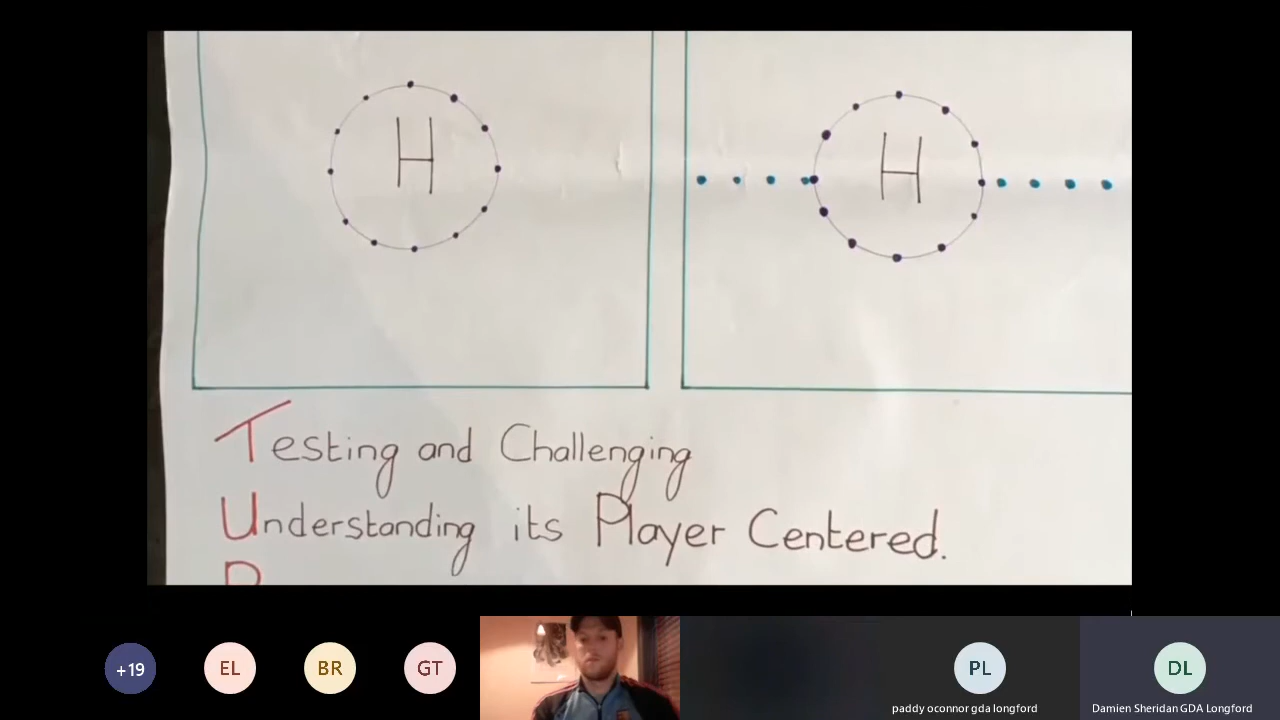 H H
Testing and Challenging
Understanding its Player Centered.
+19 EL BR GT PL DL
paddy oconnor gda longford Damien Sheridan GDA Longford